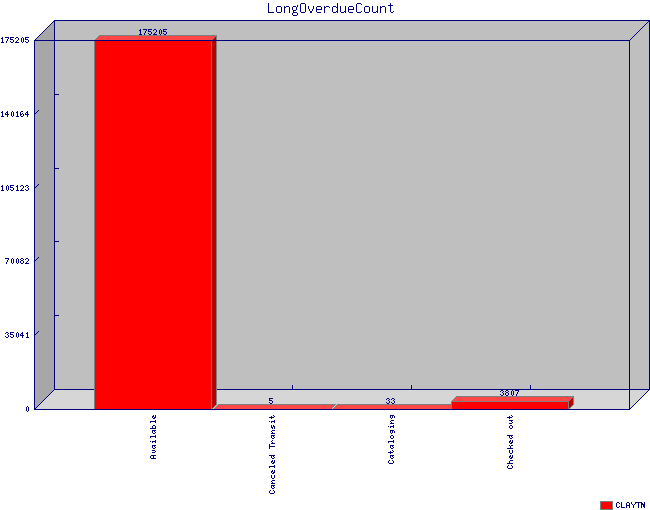 LongOverdueCount
175205
175205
140164
105123
70082
35041
0
5
33
3807
Available
Canceled Transit
Cataloging
Checked out
CLAYTN